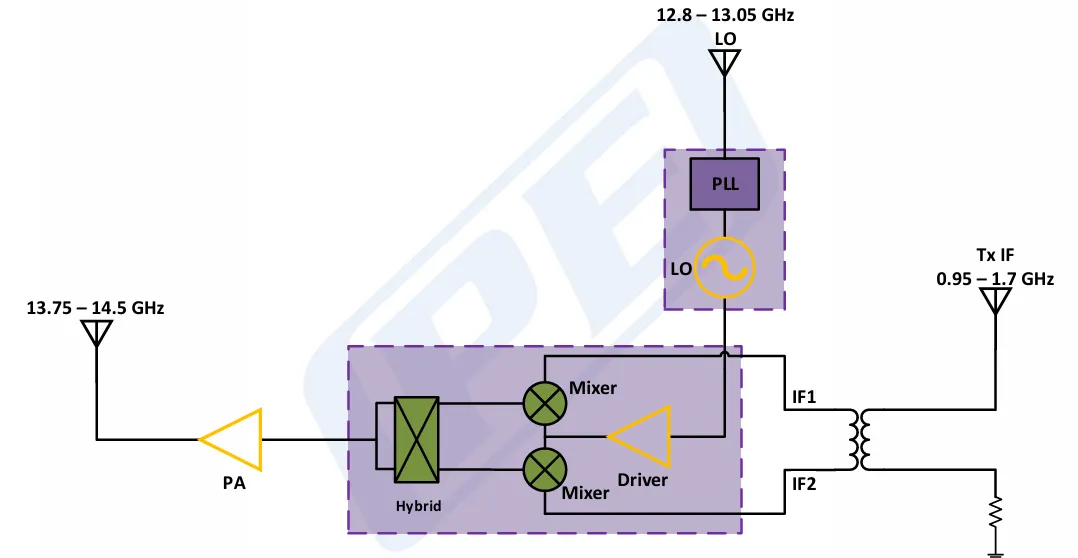 12.8 – 13.05 GHz
LO
PLL
LO
Tx IF
0.95 – 1.7 GHz
13.75 – 14.5 GHz
Mixer
IF1
PA
Hybrid
Mixer
Driver
IF2
PEI